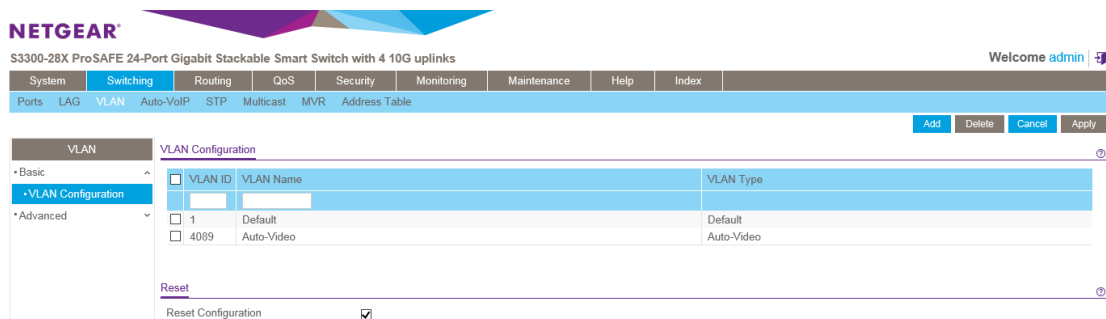 NETGEAR®
S3300-28X ProSAFE 24-Port Gigabit Stackable Smart Switch with 4 10G uplinks
Welcome admin
System Switching Routing QoS Security Monitoring Maintenance Help Index
Ports LAG VLAN Auto-VoIP STP Multicast MVR Address Table
Add Delete Cancel Apply
VLAN
VLAN Configuration
•Basic
•VLAN Configuration
•Advanced
VLAN ID VLAN Name VLAN Type
1 Default Default
4089 Auto-Video Auto-Video
Reset
Reset Configuration